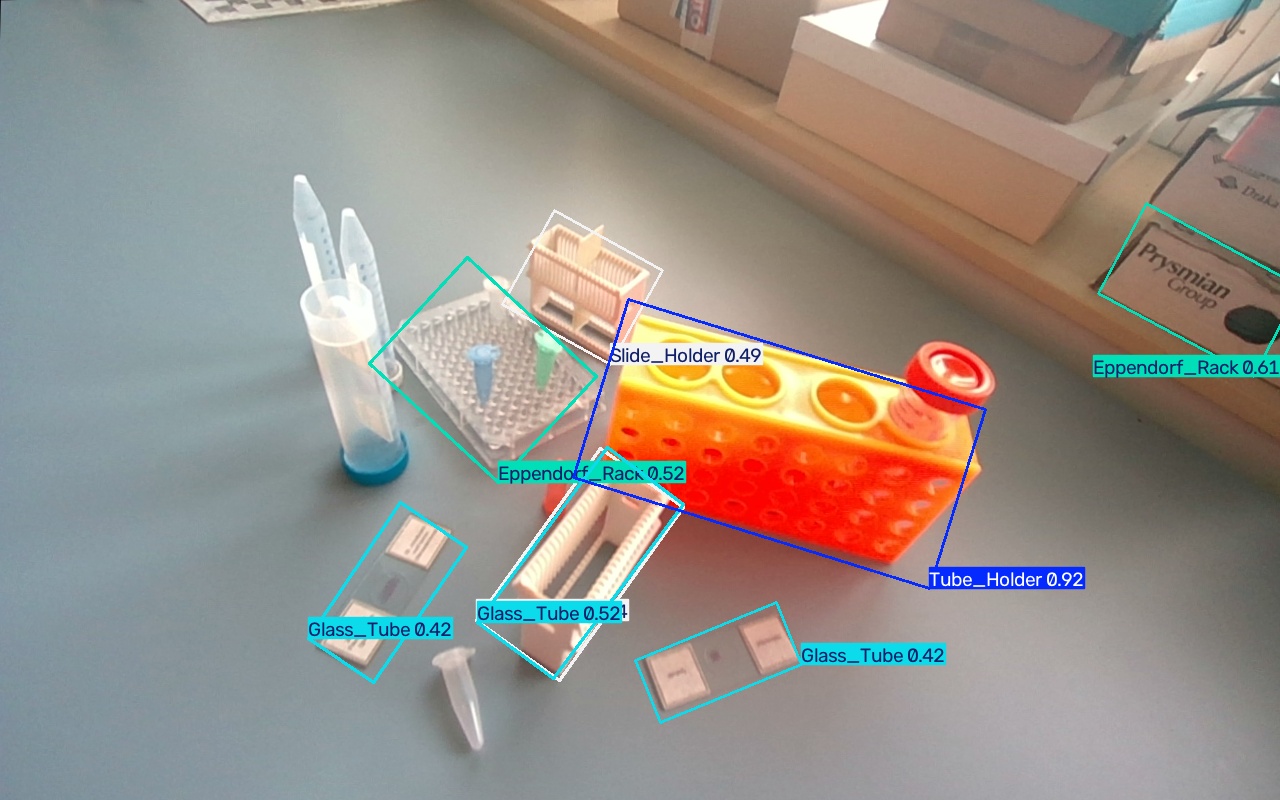 Draka
Prysmian
Group
Slide_Holder 0.49
Eppendorf_Rack 0.61
Eppendorf_Rack 0.52
Tube_Holder 0.92
Glass_Tube 0.52
Glass_Tube 0.42
Glass_Tube 0.42